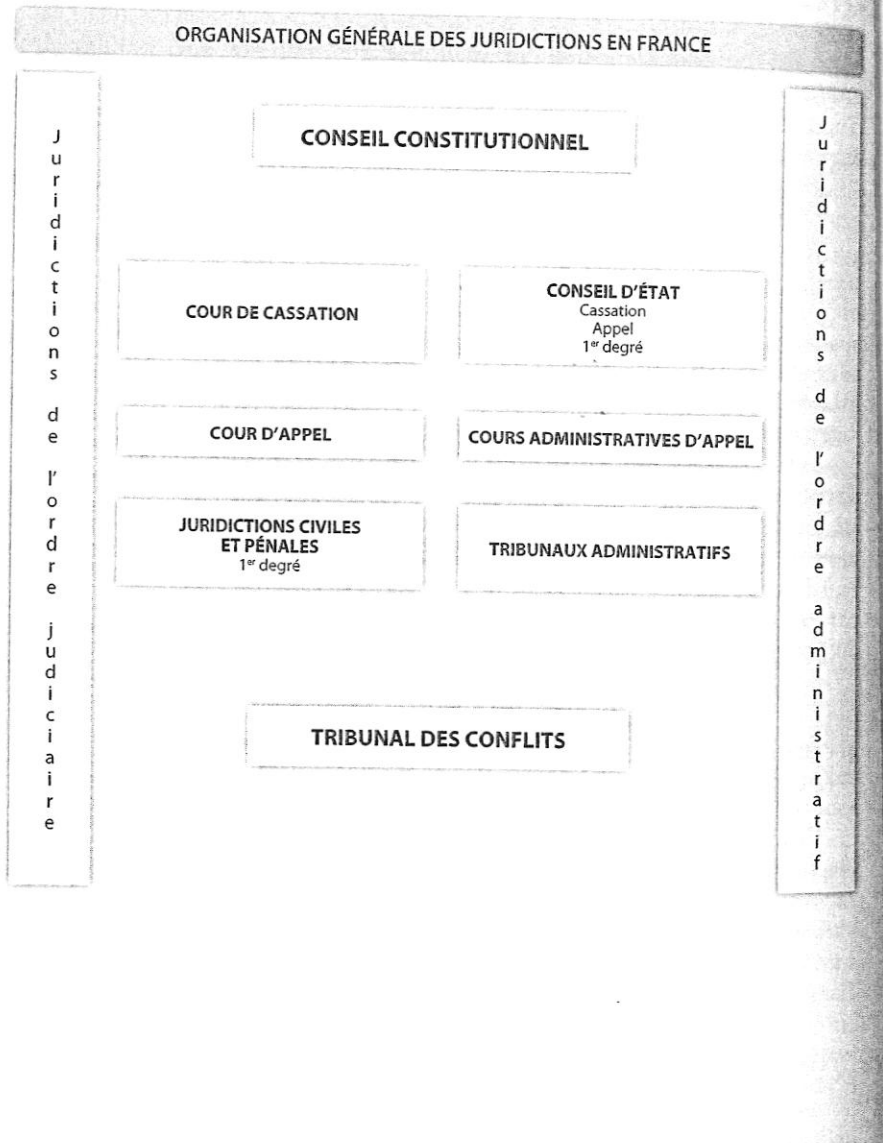 ORGANISATION GÉNÉRALE DES JURIDICTIONS EN FRANCE
Juridictions de l'ordre judiciaire
CONSEIL CONSTITUTIONNEL
COUR DE CASSATION
CONSEIL D'ÉTAT
Cassation
Appel
1er degré
COUR D'APPEL
COURS ADMINISTRATIVES D'APPEL
JURIDICTIONS CIVILES
ET PÉNALES
1er degré
TRIBUNAUX ADMINISTRATIFS
TRIBUNAL DES CONFLITS
Juridictions de l'ordre administratif